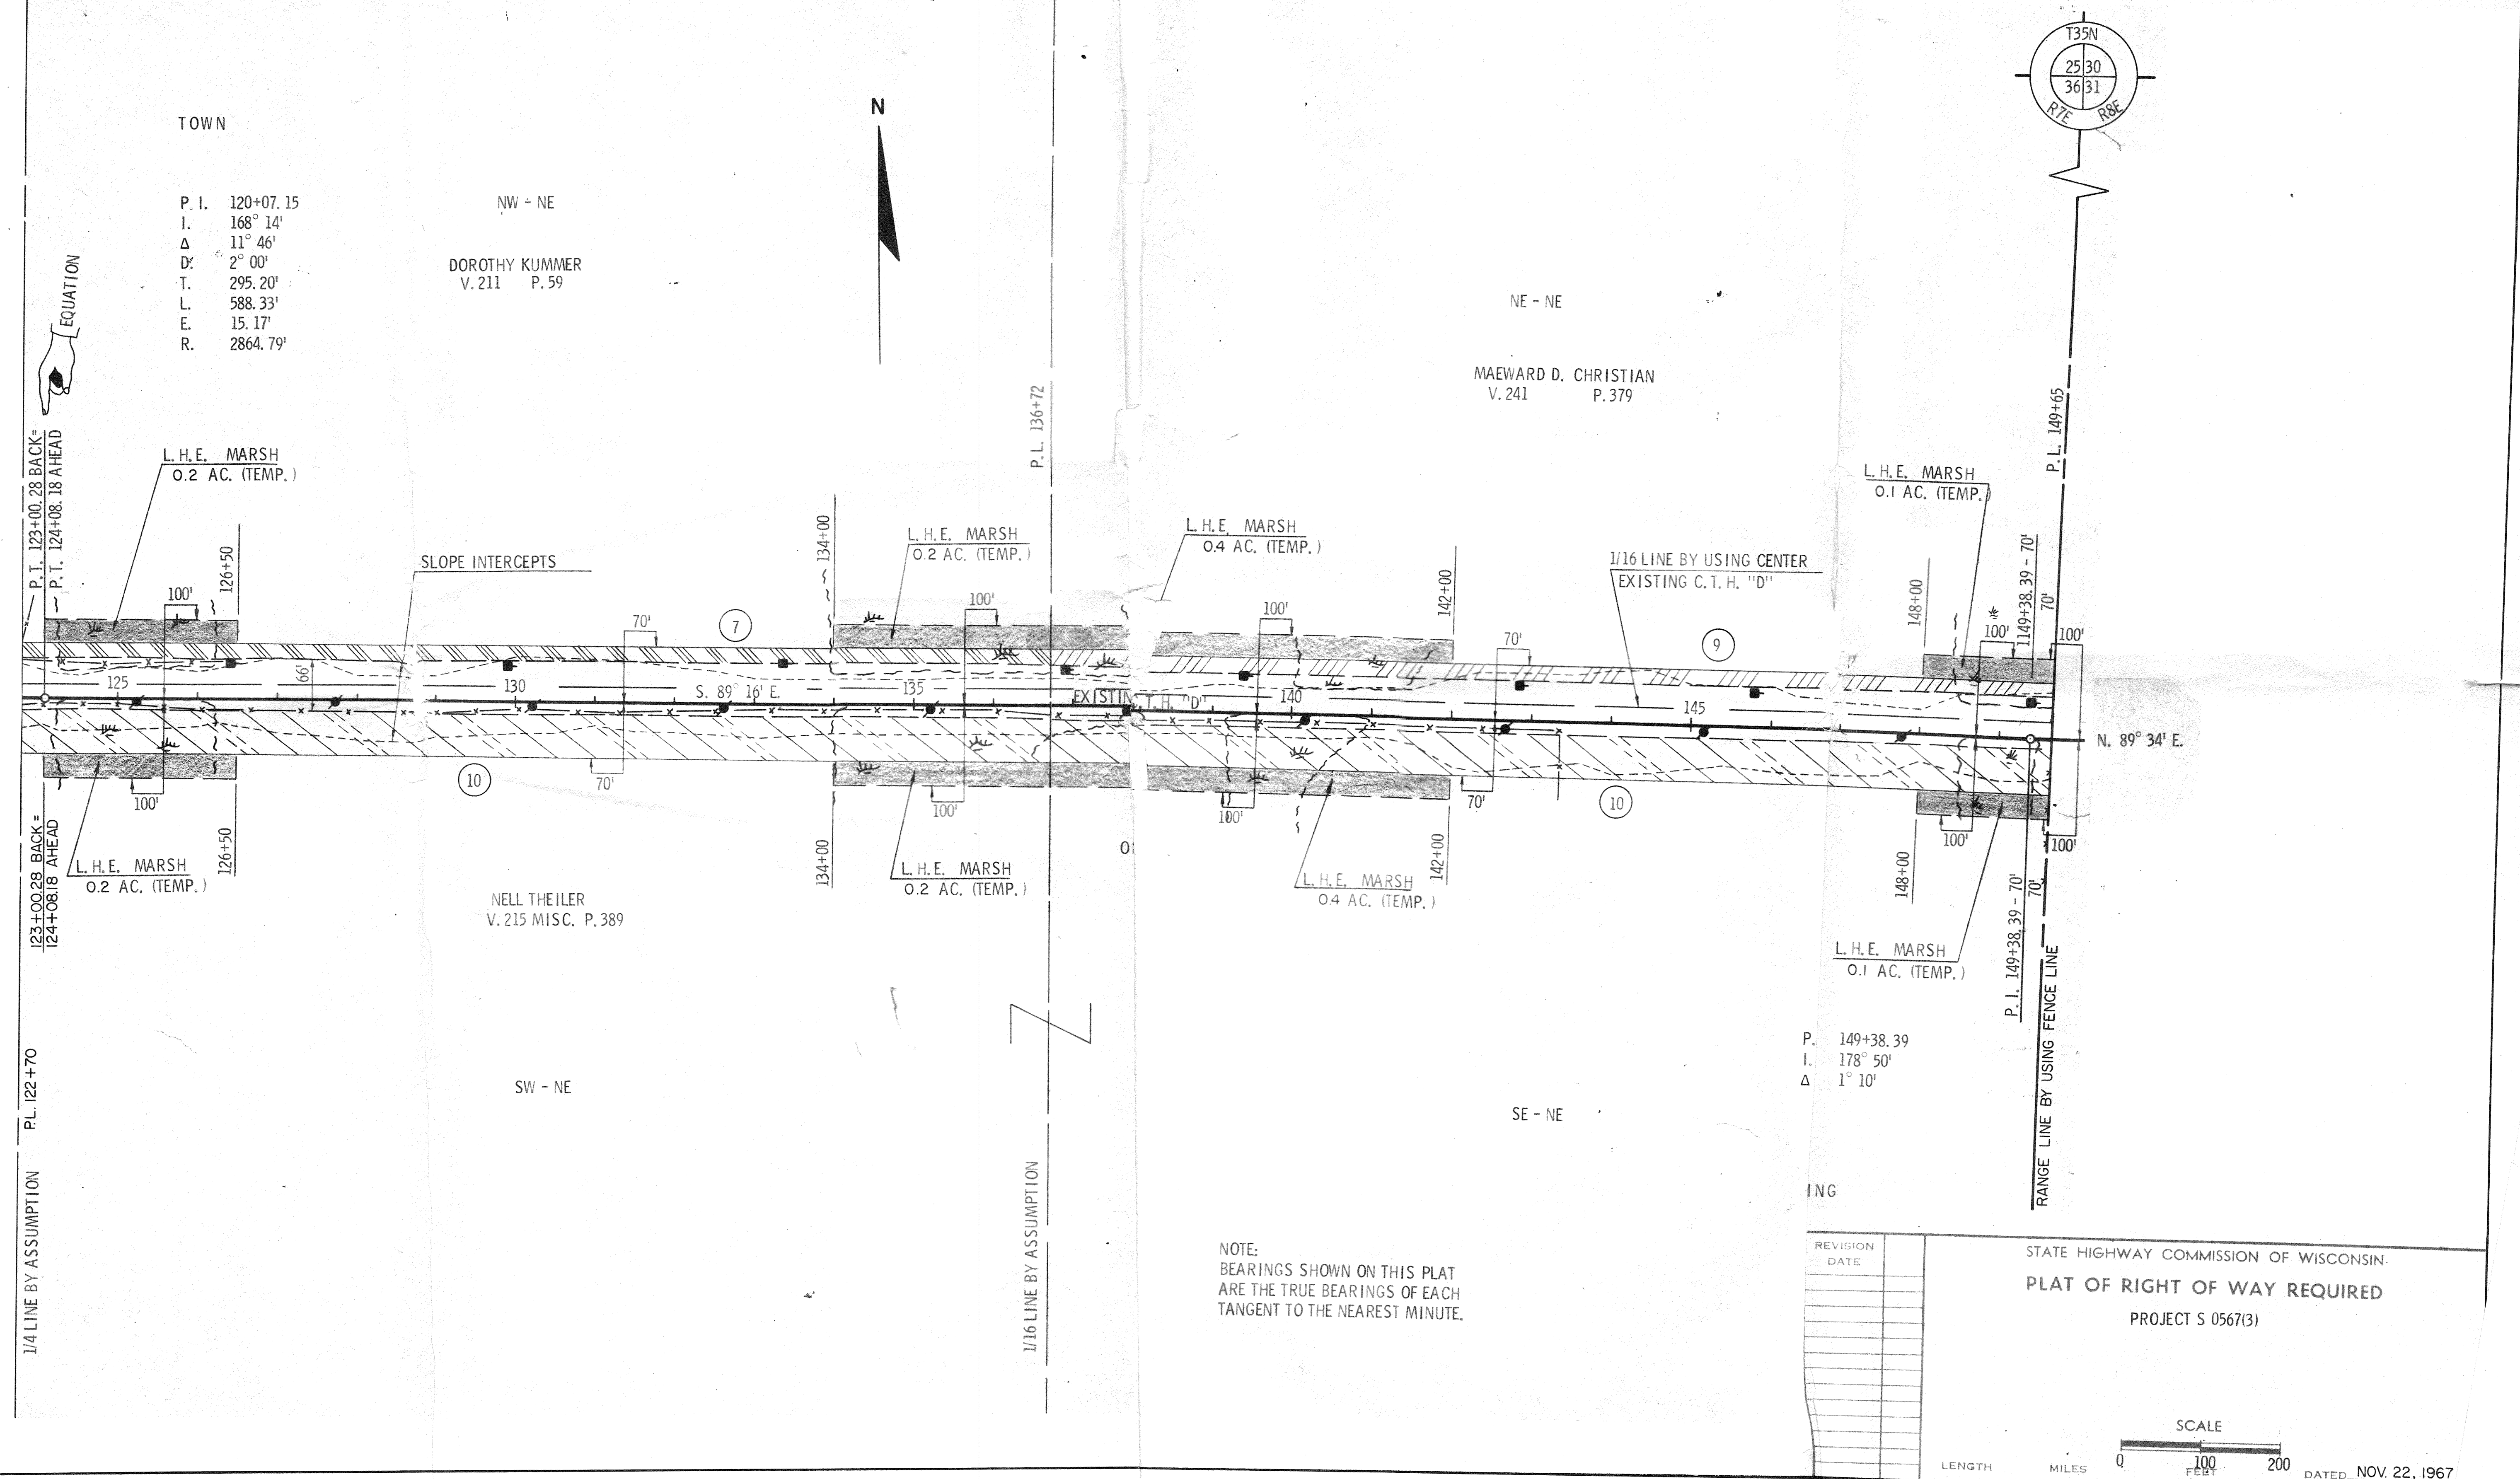 T35N
25 30
36 31
R7E R8E
N
TOWN
P. I. 120+07.15
I. 168° 14'
Δ 11° 46'
D. 2° 00'
T. 295.20'
L. 588.33'
E. 15.17'
R. 2864.79'
NW - NE
DOROTHY KUMMER
V. 211 P. 59
NE - NE
MAEWARD D. CHRISTIAN
V. 241 P. 379
EQUATION
P.T. 123+00.28 BACK=
P.T. 124+08.18 AHEAD
P.L. 136+72
P.L. 149+65
L.H.E. MARSH
0.2 AC. (TEMP.)
126+50
SLOPE INTERCEPTS
134+00
L.H.E. MARSH
0.2 AC. (TEMP.)
L.H.E. MARSH
0.4 AC. (TEMP.)
142+00
1/16 LINE BY USING CENTER
EXISTING C.T.H. "D"
L.H.E. MARSH
0.1 AC. (TEMP.)
148+00
1149+38.39 - 70'
70'
100'
70'
7
100'
100'
70'
9
100'
100'
125
66'
130
S. 89° 16' E.
135
EXISTIN
T.H. "D"
140
145
N. 89° 34' E.
100'
10
70'
100'
100'
70'
10
100'
100'
123+00.28 BACK =
124+08.18 AHEAD
126+50
L.H.E. MARSH
0.2 AC. (TEMP.)
134+00
L.H.E. MARSH
0.2 AC. (TEMP.)
L.H.E. MARSH
0.4 AC. (TEMP.)
142+00
148+00
L.H.E. MARSH
0.1 AC. (TEMP.)
P.I. 149+38.39 - 70'
70'
NELL THEILER
V. 215 MISC. P. 389
P. 149+38.39
I. 178° 50'
Δ 1° 10'
RANGE LINE BY USING FENCE LINE
P.L. 122+70
1/4 LINE BY ASSUMPTION
SW - NE
1/16 LINE BY ASSUMPTION
SE - NE
ING
NOTE:
BEARINGS SHOWN ON THIS PLAT
ARE THE TRUE BEARINGS OF EACH
TANGENT TO THE NEAREST MINUTE.
REVISION
DATE
STATE HIGHWAY COMMISSION OF WISCONSIN
PLAT OF RIGHT OF WAY REQUIRED
PROJECT S 0567(3)
SCALE
0 100 200
FEET
LENGTH MILES
DATED NOV. 22, 1967